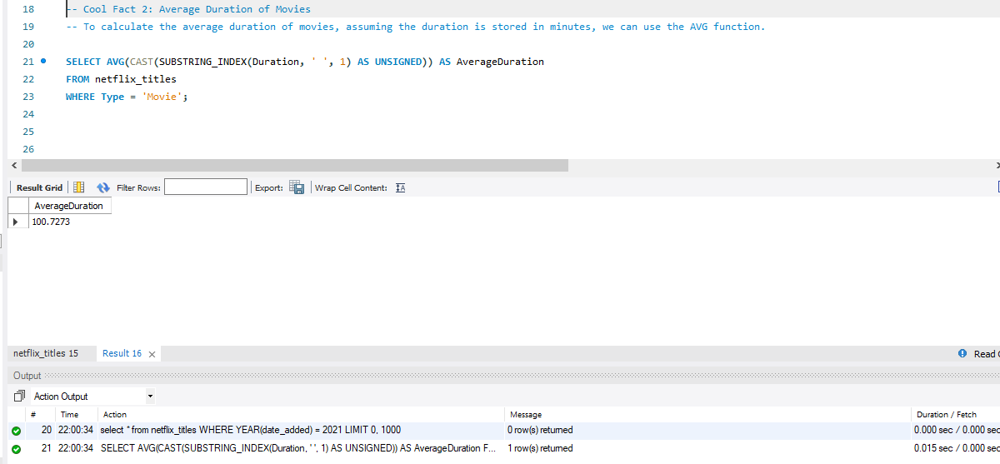 18 -- Cool Fact 2: Average Duration of Movies
19 -- To calculate the average duration of movies, assuming the duration is stored in minutes, we can use the AVG function.
20
21 SELECT AVG(CAST(SUBSTRING_INDEX(Duration, ' ', 1) AS UNSIGNED)) AS AverageDuration
22 FROM netflix_titles
23 WHERE Type = 'Movie';
24
25
26
Result Grid Filter Rows: Export: Wrap Cell Content: IA
AverageDuration
100.7273
netflix_titles 15 Result 16 Read
Output
Action Output
# Time Action Message Duration / Fetch
20 22:00:34 select * from netflix_titles WHERE YEAR(date_added) = 2021 LIMIT 0, 1000 0 row(s) returned 0.000 sec / 0.000 sec
21 22:00:34 SELECT AVG(CAST(SUBSTRING_INDEX(Duration, ' ', 1) AS UNSIGNED)) AS AverageDuration F... 1 row(s) returned 0.015 sec / 0.000 sec